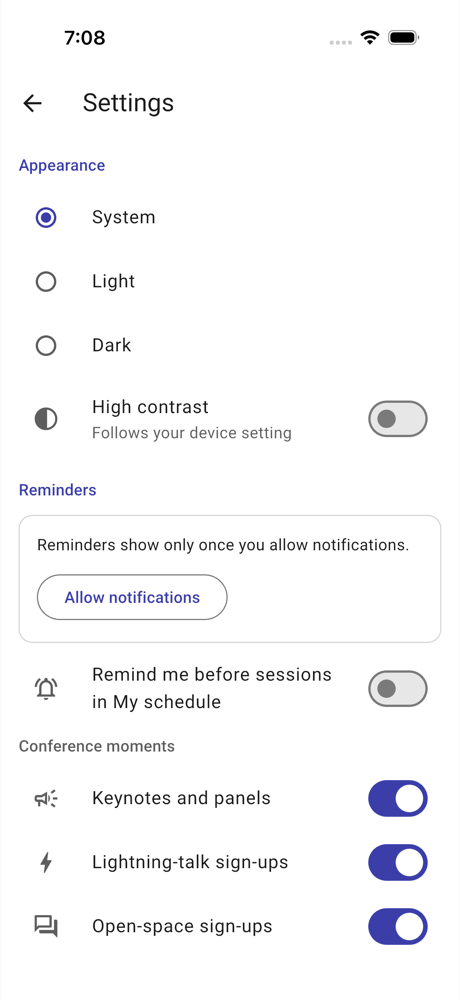 7:08
Settings
Appearance
System
Light
Dark
High contrast
Follows your device setting
Reminders
Reminders show only once you allow notifications.
Allow notifications
Remind me before sessions
in My schedule
Conference moments
Keynotes and panels
Lightning-talk sign-ups
Open-space sign-ups